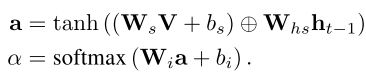 a = tanh ((W_s V + b_s) ⊕ W_hs h_{t−1})
α = softmax (W_i a + b_i) .